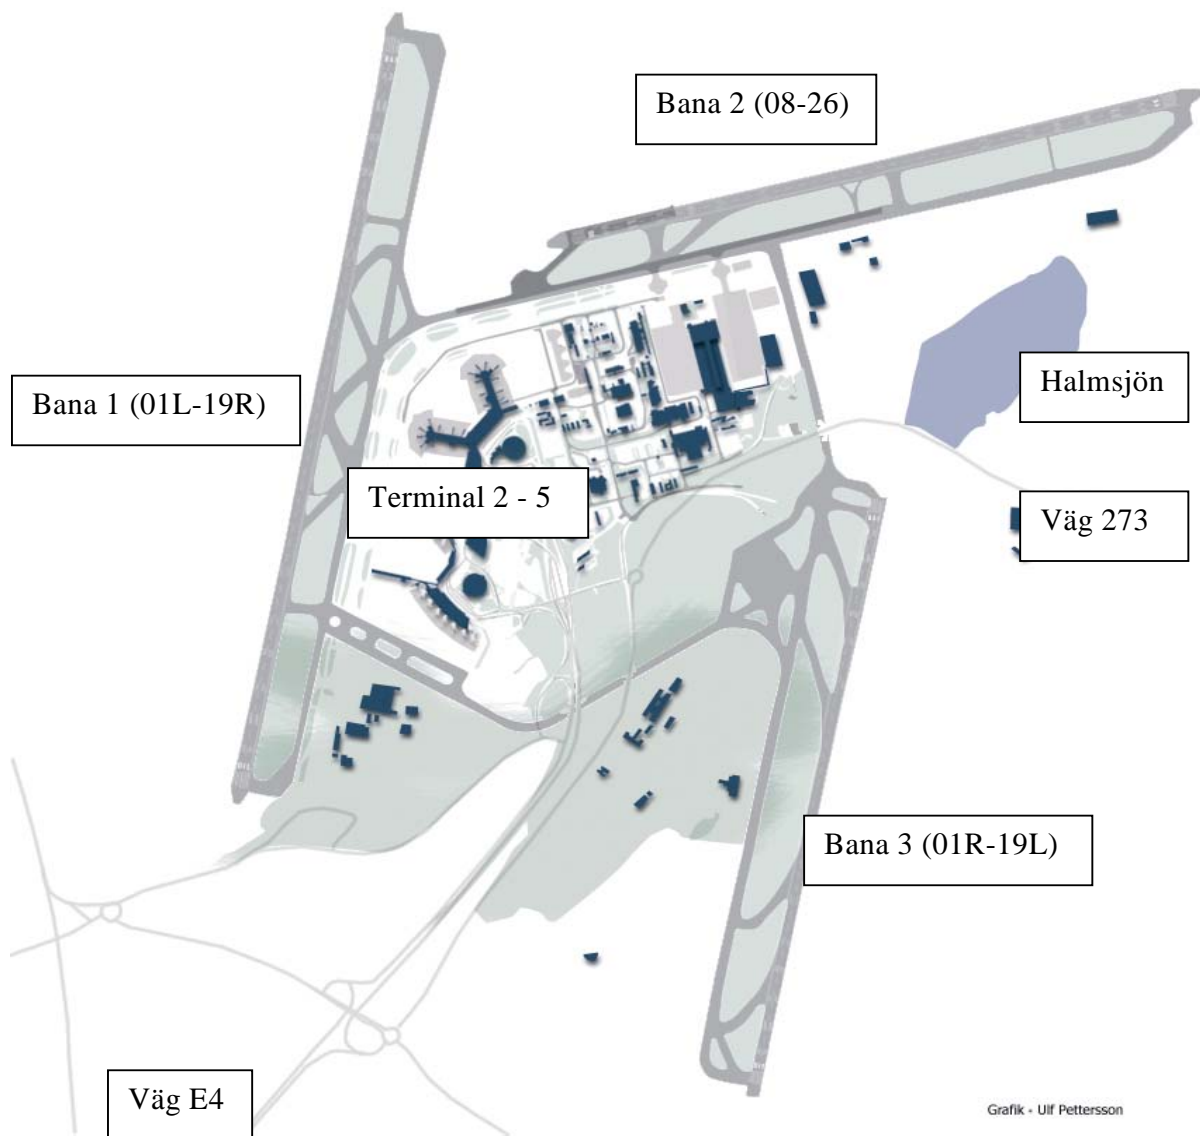 Bana 2 (08-26)
Bana 1 (01L-19R)
Halmsjön
Terminal 2 - 5
Väg 273
Bana 3 (01R-19L)
Väg E4
Grafik - Ulf Pettersson